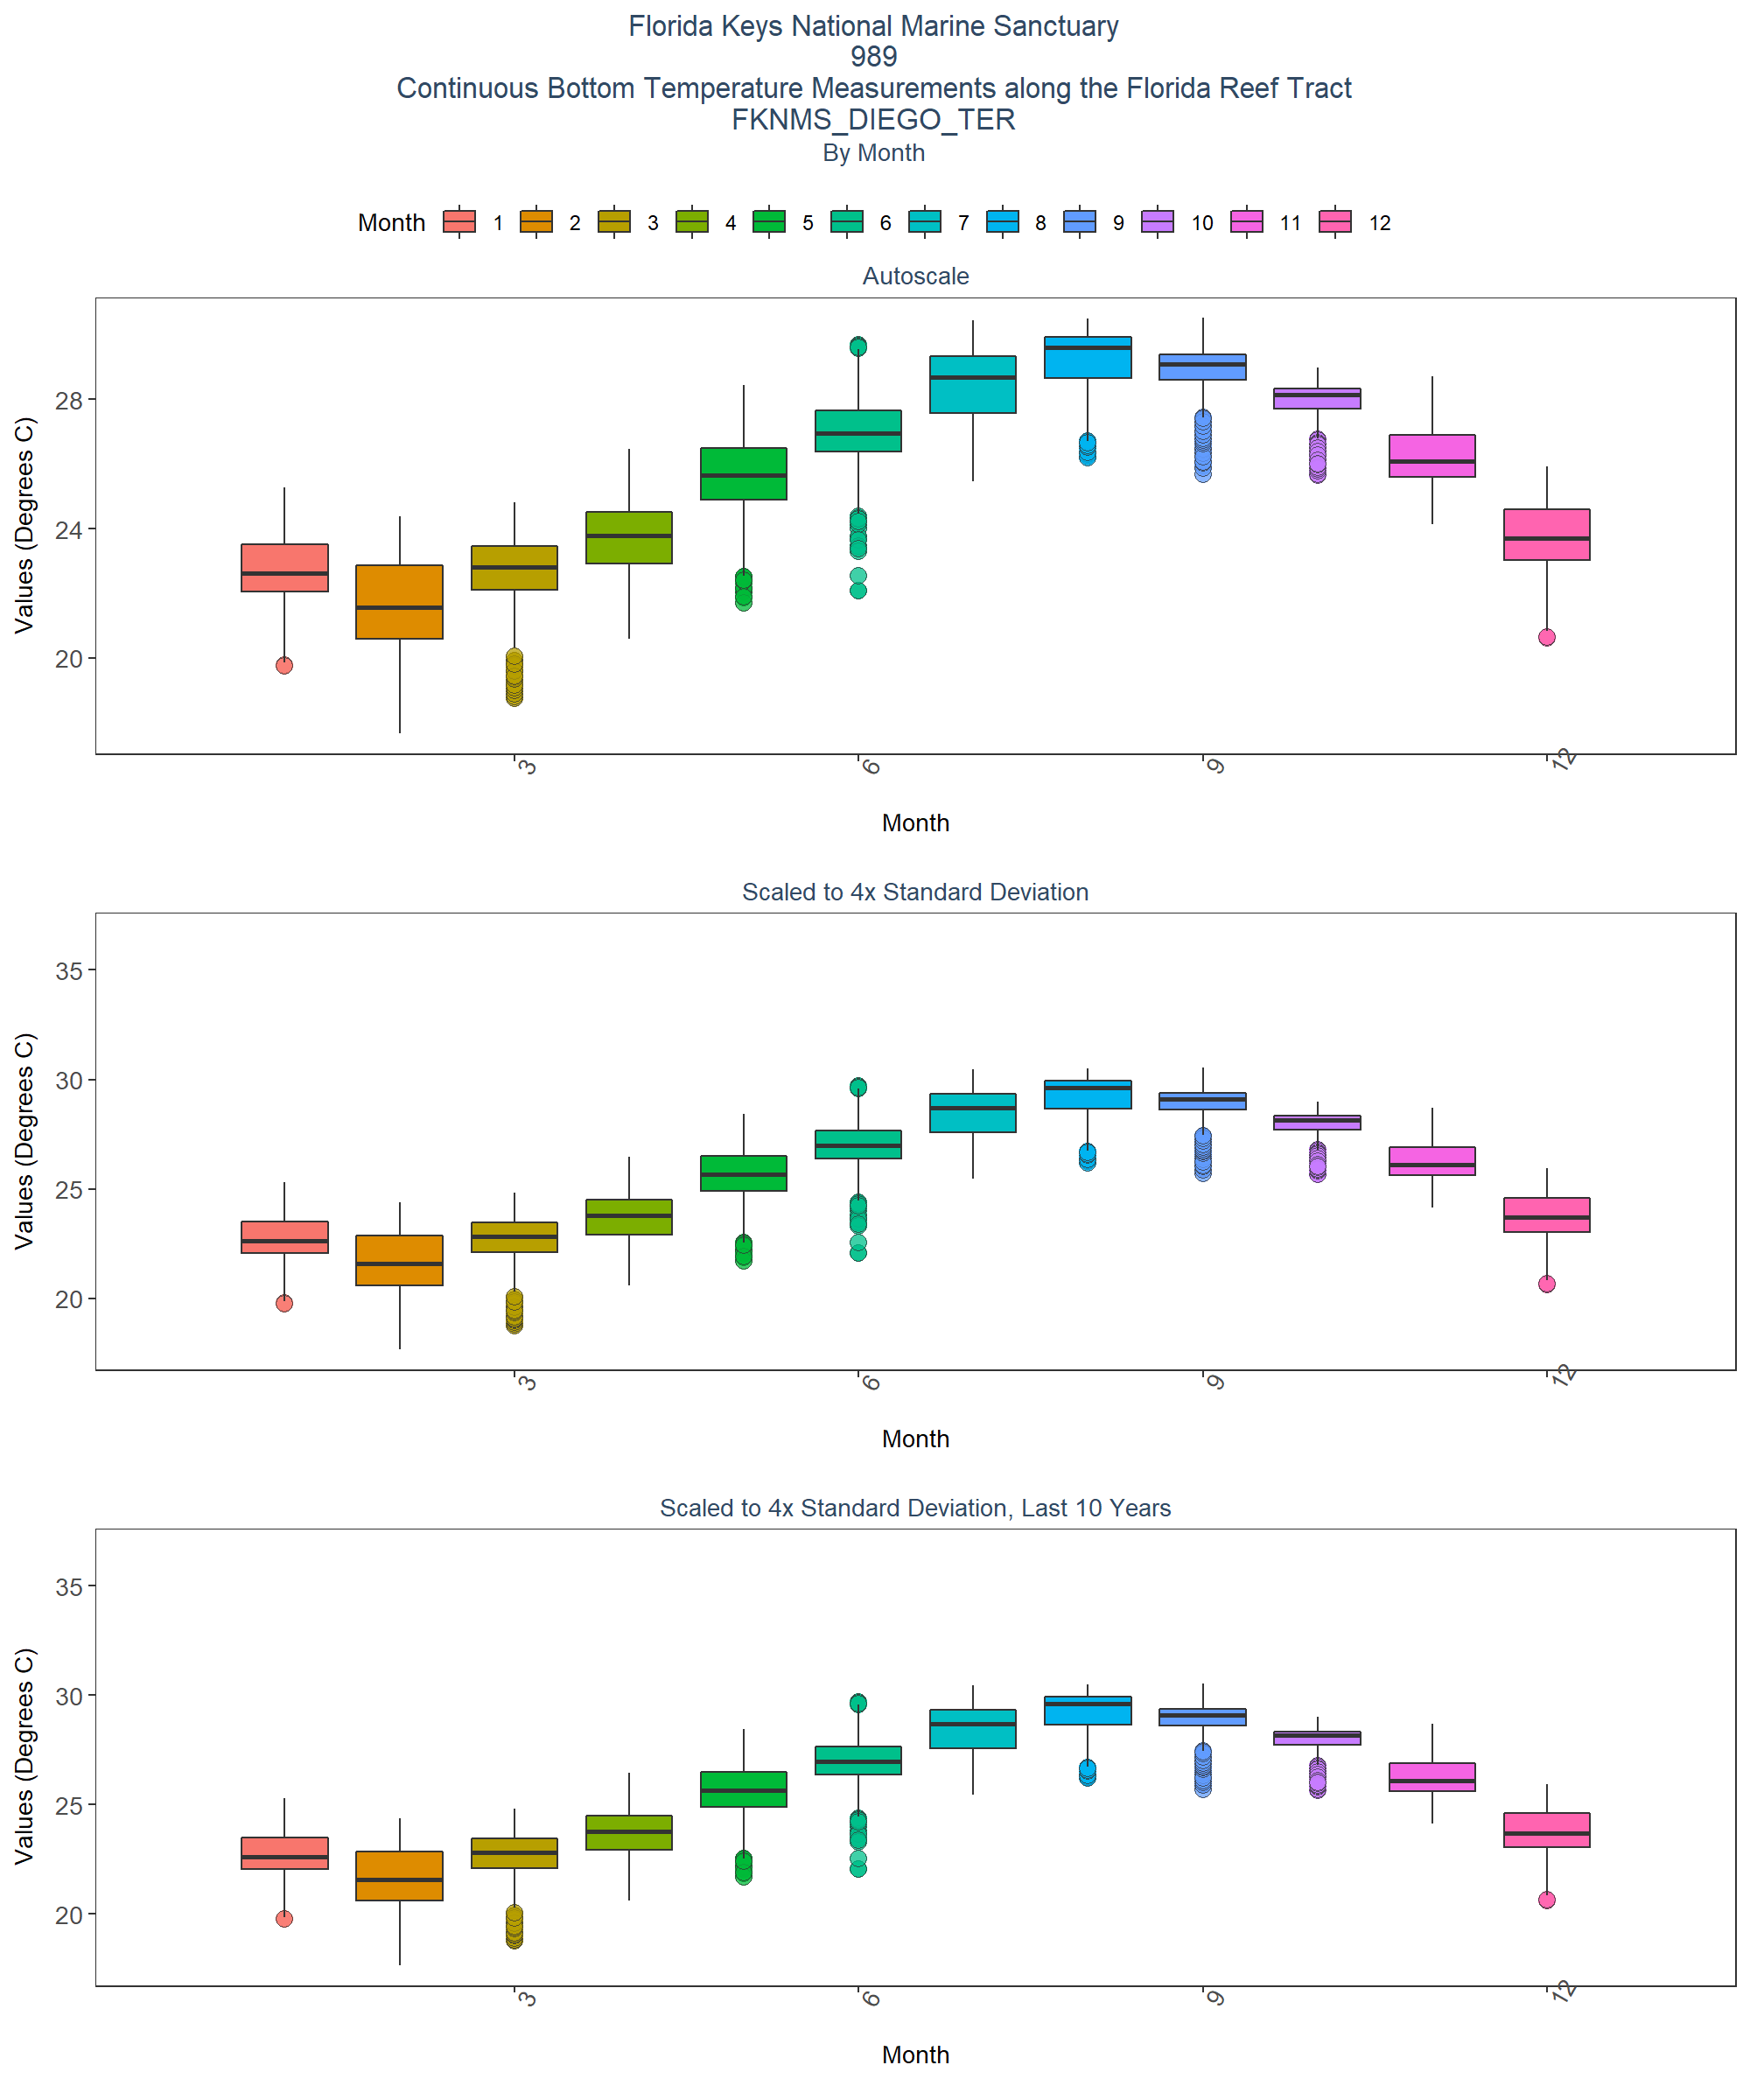 Florida Keys National Marine Sanctuary
989
Continuous Bottom Temperature Measurements along the Florida Reef Tract
FKNMS_DIEGO_TER
By Month
Month 1 2 3 4 5 6 7 8 9 10 11 12
Autoscale
Values (Degrees C)
28
24
20
3 6 9 12
Month
Scaled to 4x Standard Deviation
Values (Degrees C)
35
30
25
20
3 6 9 12
Month
Scaled to 4x Standard Deviation, Last 10 Years
Values (Degrees C)
35
30
25
20
3 6 9 12
Month